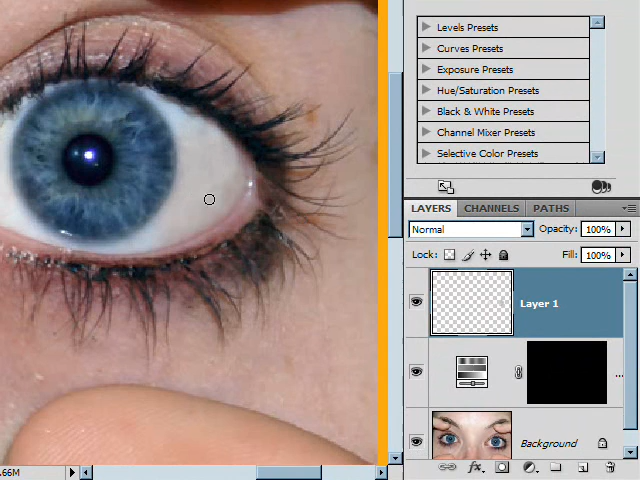 Levels Presets
Curves Presets
Exposure Presets
Hue/Saturation Presets
Black & White Presets
Channel Mixer Presets
Selective Color Presets
LAYERS CHANNELS PATHS
Normal Opacity: 100%
Lock: Fill: 100%
Layer 1
...
Background
.66M
fx